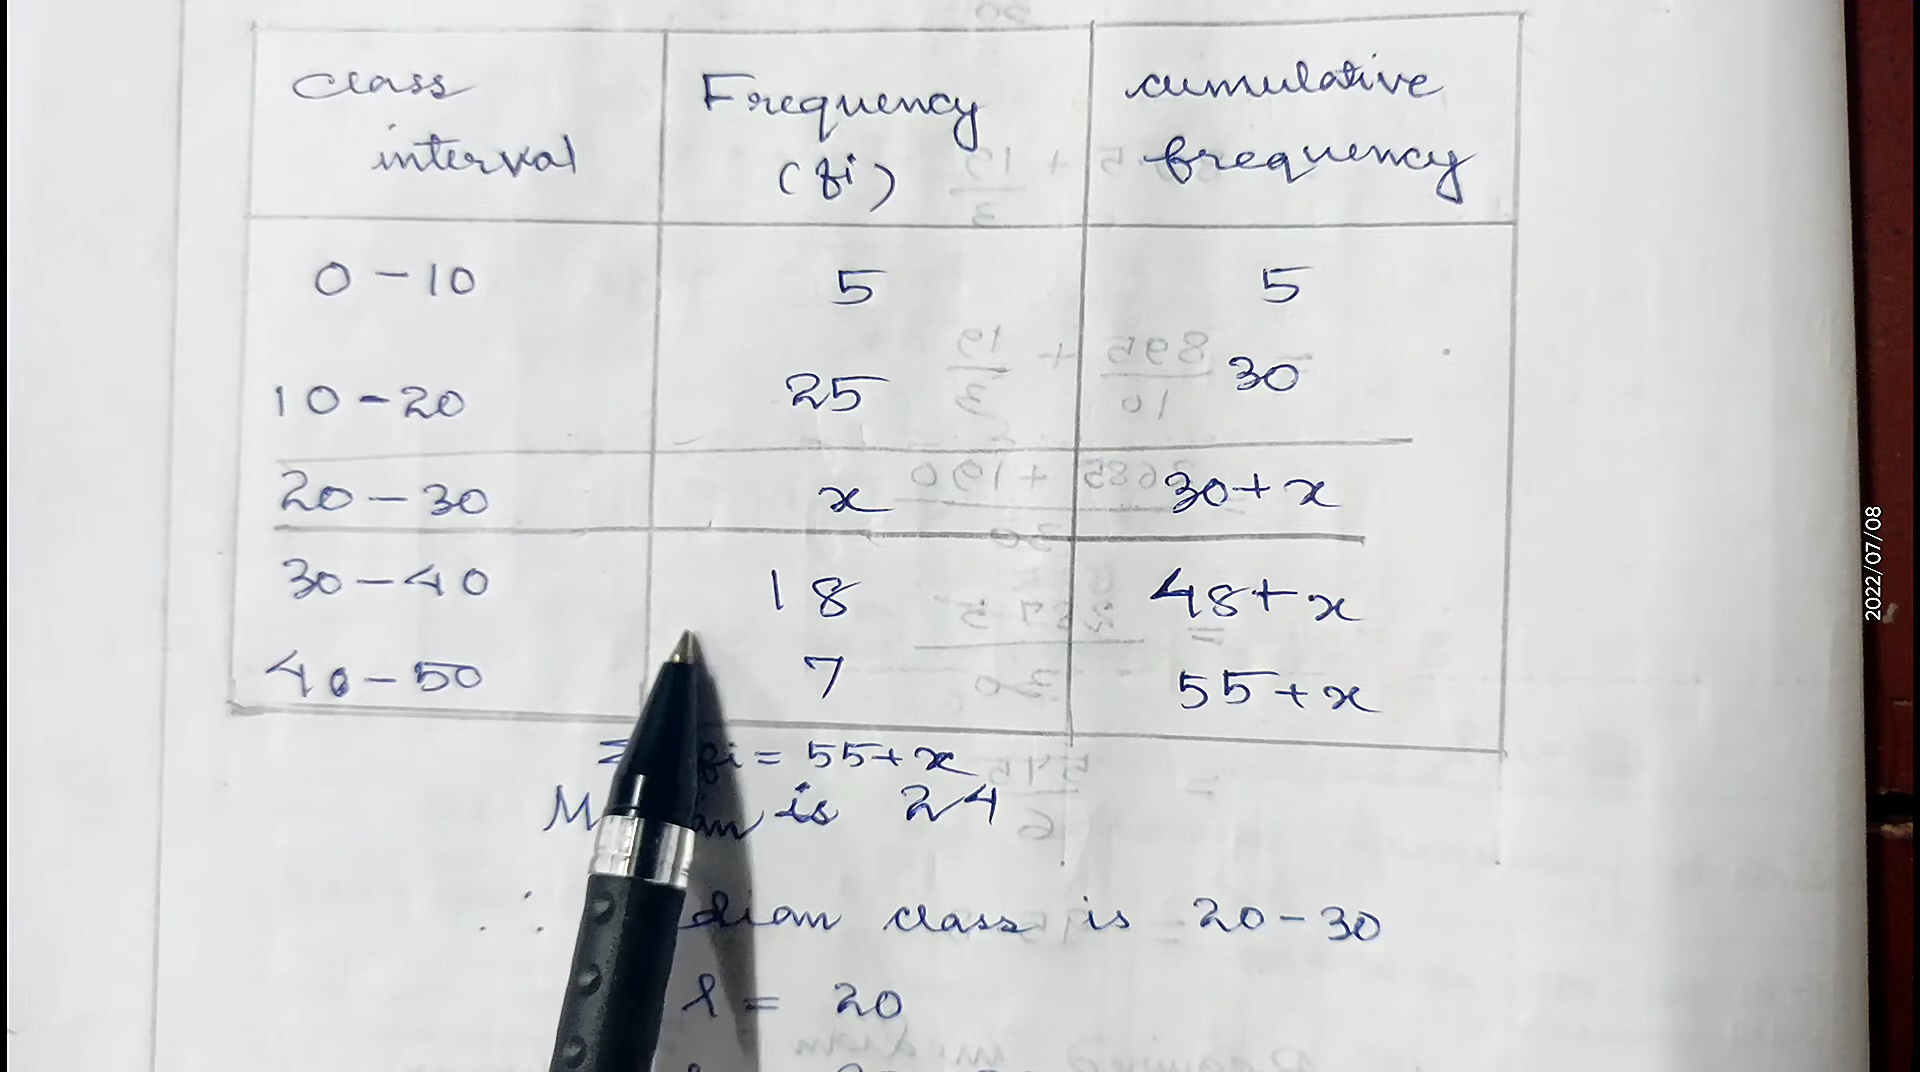 class interval Frequency (fi) cumulative frequency
0-10 5 5
10-20 25 30
20-30 x 30+x
30-40 18 48+x
40-50 7 55+x
fi = 55+x
is 24
∴ class is 20-30
l = 20
2022/07/08